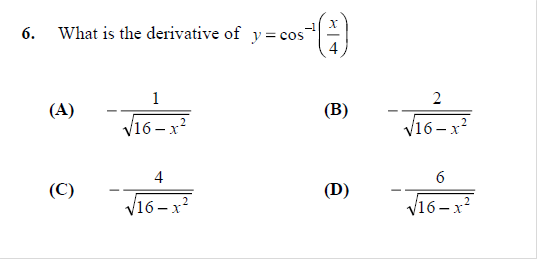 6. What is the derivative of y = cos⁻¹(x/4)
(A) −1/√(16 − x²) (B) −2/√(16 − x²)
(C) −4/√(16 − x²) (D) −6/√(16 − x²)